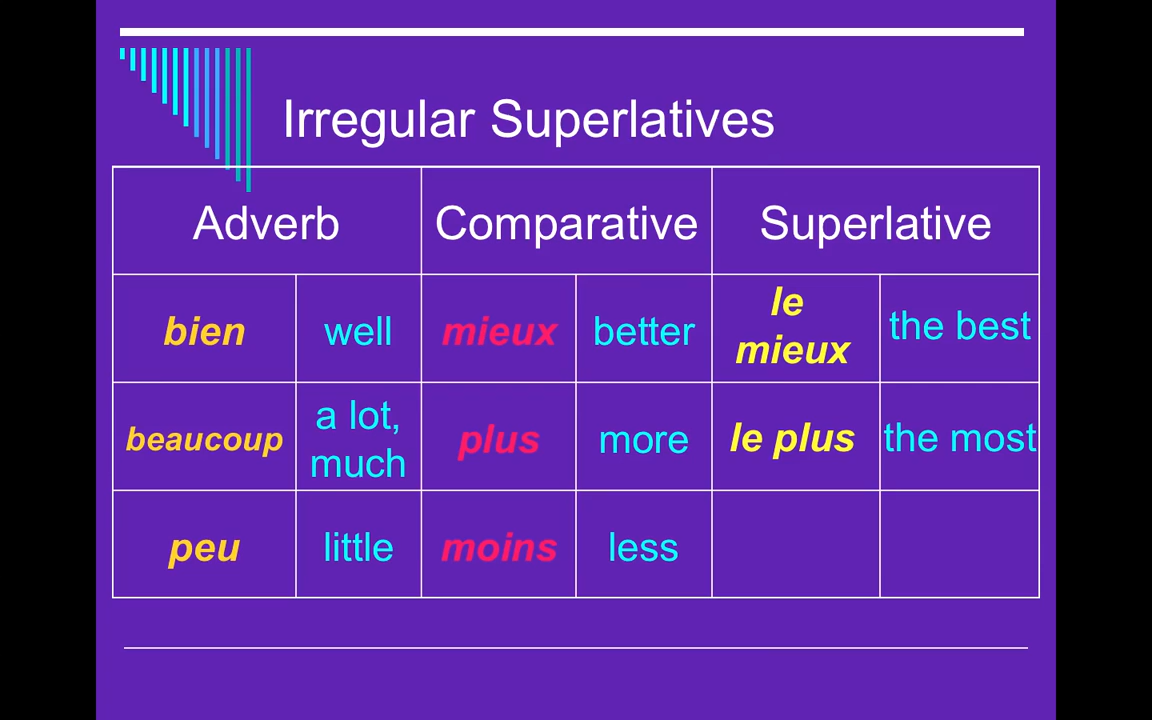 Irregular Superlatives
Adverb Comparative Superlative
bien well mieux better le mieux the best
beaucoup a lot, much plus more le plus the most
peu little moins less